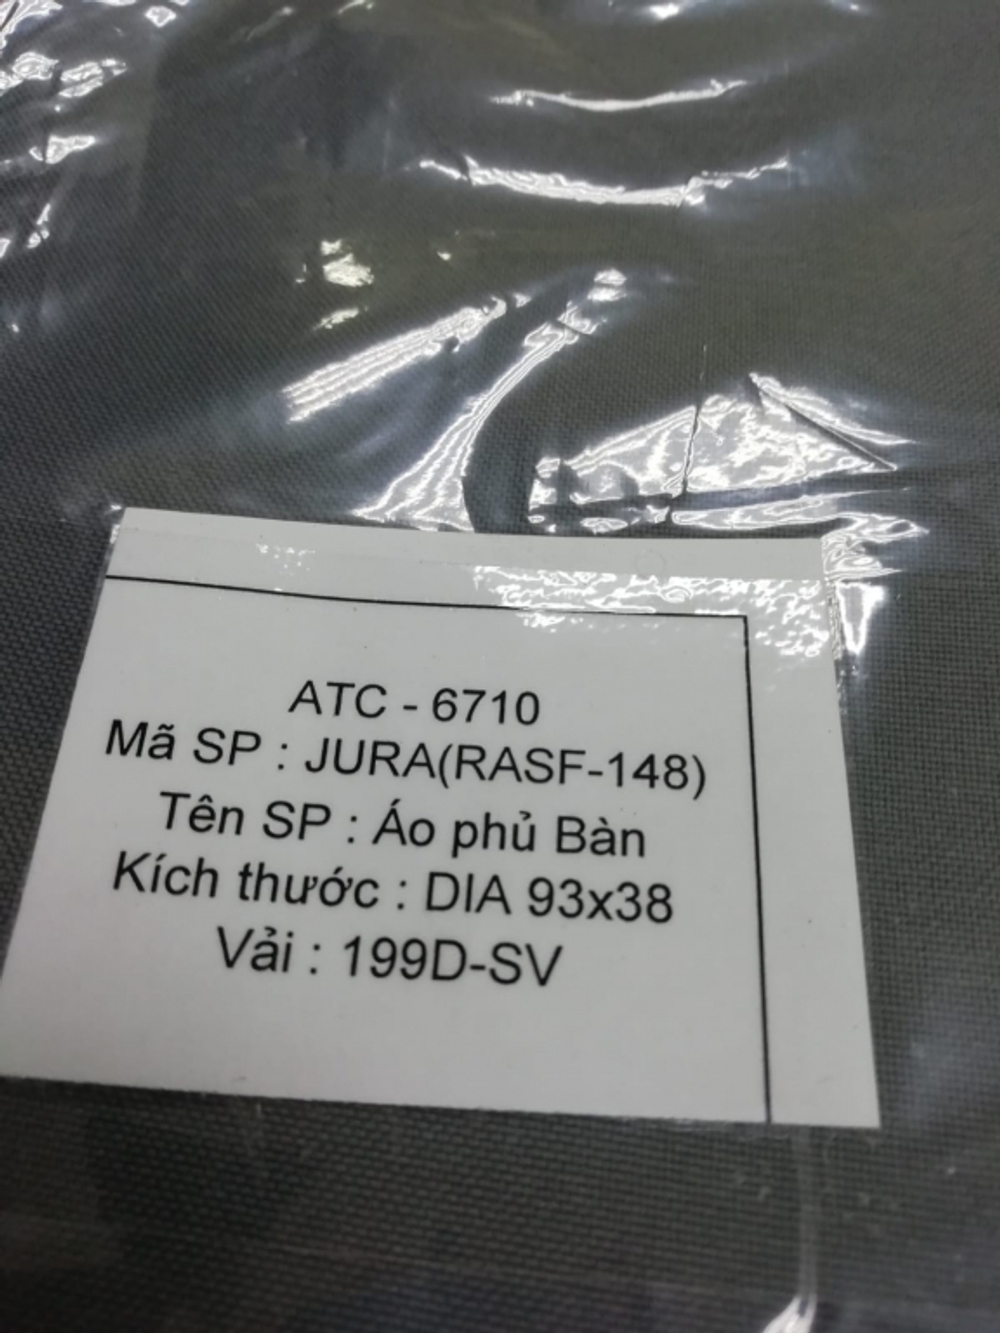 ATC - 6710
Mã SP : JURA(RASF-148)
Tên SP : Áo phủ Bàn
Kích thước : DIA 93x38
Vải : 199D-SV